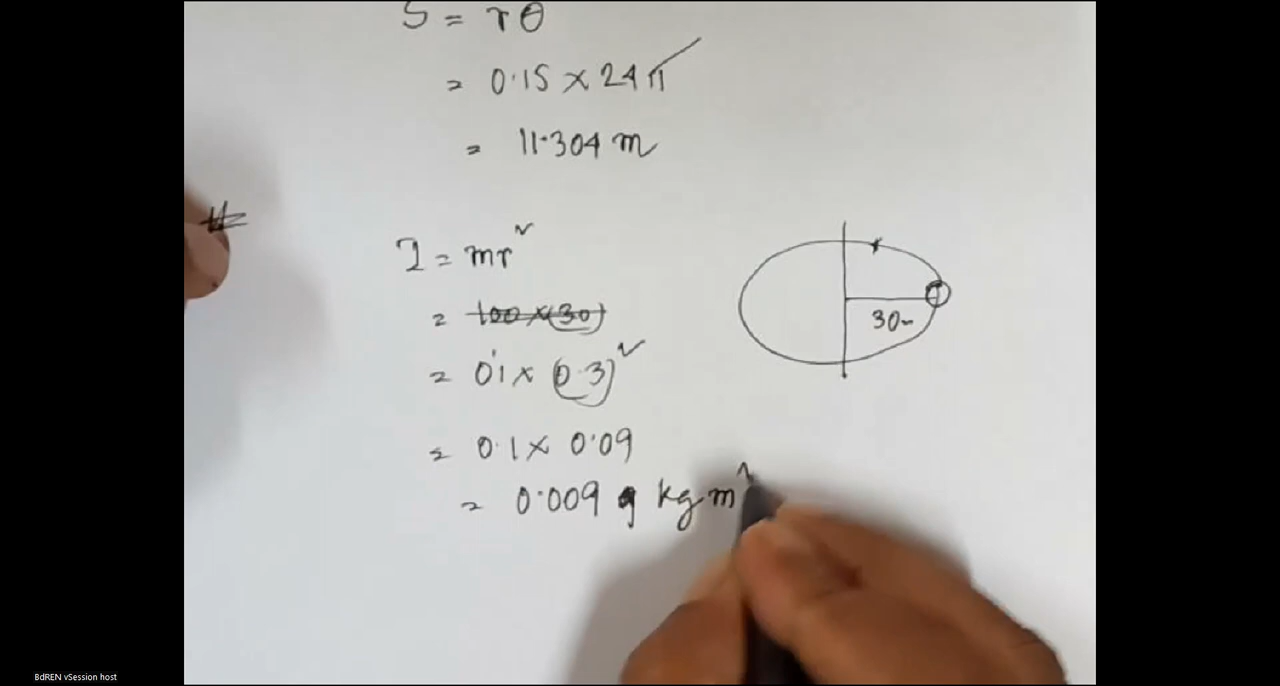 S = rθ
= 0.15 × 24π
= 11.304 m
I = mr²
= 100 × (30)
= 0.1 × (0.3)²
= 0.1 × 0.09
= 0.009 kg m²
30
BdREN vSession host